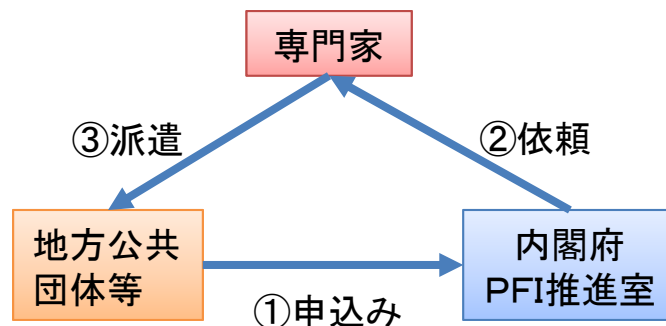 専門家
③派遣
②依頼
地方公共
団体等
内閣府
PFI推進室
①申込み